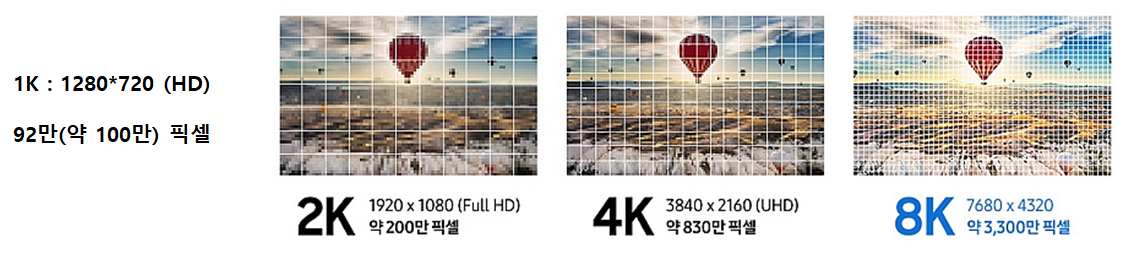 1K : 1280*720 (HD)
92만(약 100만) 픽셀
2K
1920 x 1080 (Full HD)
약 200만 픽셀
4K
3840 x 2160 (UHD)
약 830만 픽셀
8K
7680 x 4320
약 3,300만 픽셀